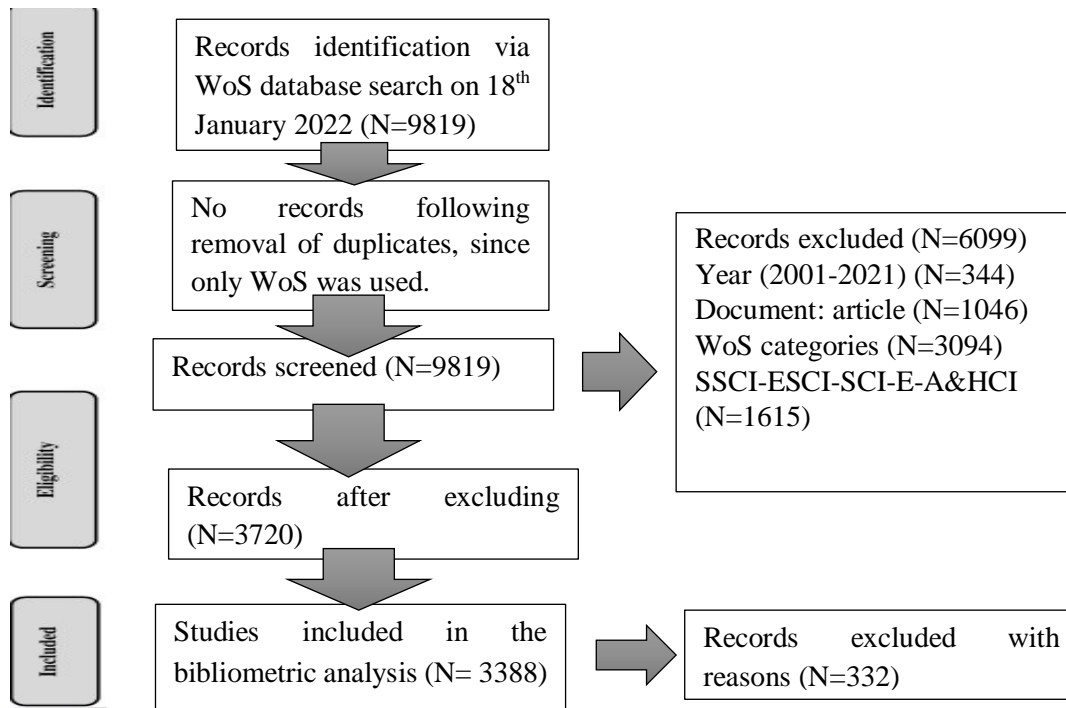 Identification
Records identification via
WoS database search on 18th
January 2022 (N=9819)
Screening
No records following
removal of duplicates, since
only WoS was used.
Records screened (N=9819)
Records excluded (N=6099)
Year (2001-2021) (N=344)
Document: article (N=1046)
WoS categories (N=3094)
SSCI-ESCI-SCI-E-A&HCI
(N=1615)
Eligibility
Records after excluding
(N=3720)
Included
Studies included in the
bibliometric analysis (N= 3388)
Records excluded with
reasons (N=332)